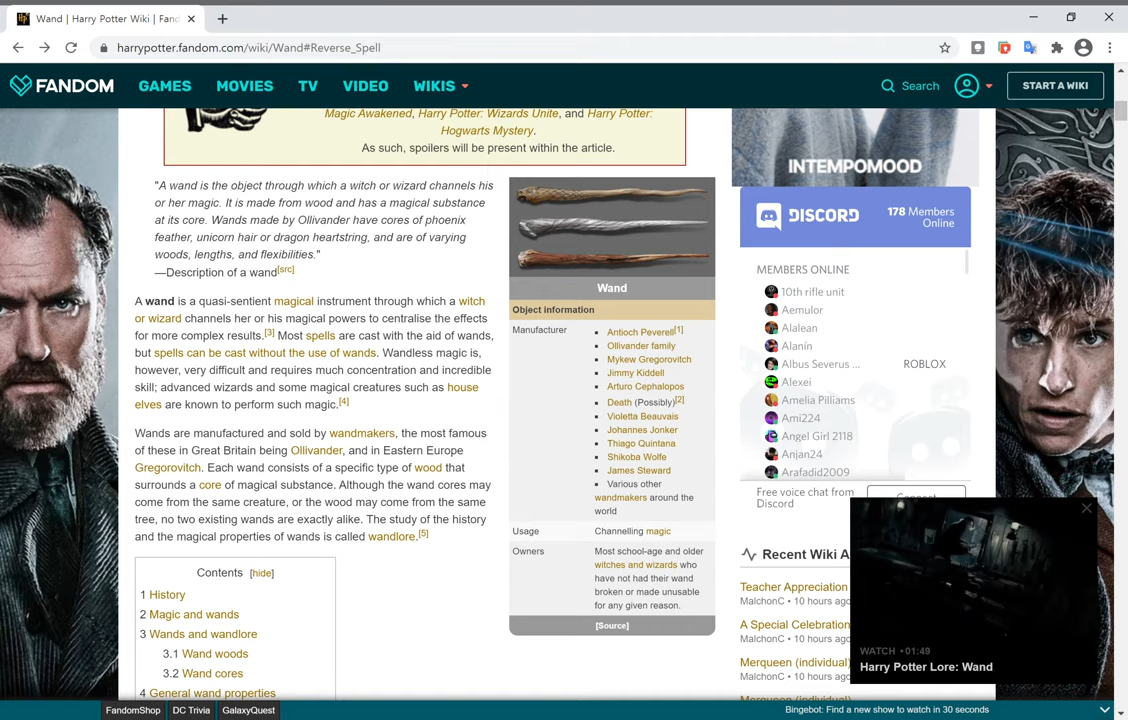 Wand | Harry Potter Wiki | Fand
harrypotter.fandom.com/wiki/Wand#Reverse_Spell
FANDOM
GAMES
MOVIES
TV
VIDEO
WIKIS
Search
START A WIKI
Magic Awakened, Harry Potter: Wizards Unite, and Harry Potter:
Hogwarts Mystery.
As such, spoilers will be present within the article.
"A wand is the object through which a witch or wizard channels his
or her magic. It is made from wood and has a magical substance
at its core. Wands made by Ollivander have cores of phoenix
feather, unicorn hair or dragon heartstring, and are of varying
woods, lengths, and flexibilities."
—Description of a wand[src]
A wand is a quasi-sentient magical instrument through which a witch
or wizard channels her or his magical powers to centralise the effects
for more complex results.[3] Most spells are cast with the aid of wands,
but spells can be cast without the use of wands. Wandless magic is,
however, very difficult and requires much concentration and incredible
skill; advanced wizards and some magical creatures such as house
elves are known to perform such magic.[4]
Wands are manufactured and sold by wandmakers, the most famous
of these in Great Britain being Ollivander, and in Eastern Europe
Gregorovitch. Each wand consists of a specific type of wood that
surrounds a core of magical substance. Although the wand cores may
come from the same creature, or the wood may come from the same
tree, no two existing wands are exactly alike. The study of the history
and the magical properties of wands is called wandlore.[5]
Contents [hide]
1 History
2 Magic and wands
3 Wands and wandlore
3.1 Wand woods
3.2 Wand cores
4 General wand properties
Wand
Object information
Manufacturer
Antioch Peverell[1]
Ollivander family
Mykew Gregorovitch
Jimmy Kiddell
Arturo Cephalopos
Death (Possibly)[2]
Violetta Beauvais
Johannes Jonker
Thiago Quintana
Shikoba Wolfe
James Steward
Various other
wandmakers around the
world
Usage
Channelling magic
Owners
Most school-age and older
witches and wizards who
have not had their wand
broken or made unusable
for any given reason.
[Source]
INTEMPOMOOD
DISCORD
178 Members
Online
MEMBERS ONLINE
10th rifle unit
Aemulor
Alalean
Alanín
Albus Severus ...
ROBLOX
Alexei
Amelia Pilliams
Ami224
Angel Girl 2118
Anjan24
Arafadid2009
Free voice chat from
Discord
Connect
Recent Wiki A
Teacher Appreciation
MalchonC • 10 hours ago
A Special Celebration
MalchonC • 10 hours ago
Merqueen (individual)
MalchonC • 10 hours ago
WATCH • 01:49
Harry Potter Lore: Wand
FandomShop
DC Trivia
GalaxyQuest
Bingebot: Find a new show to watch in 30 seconds